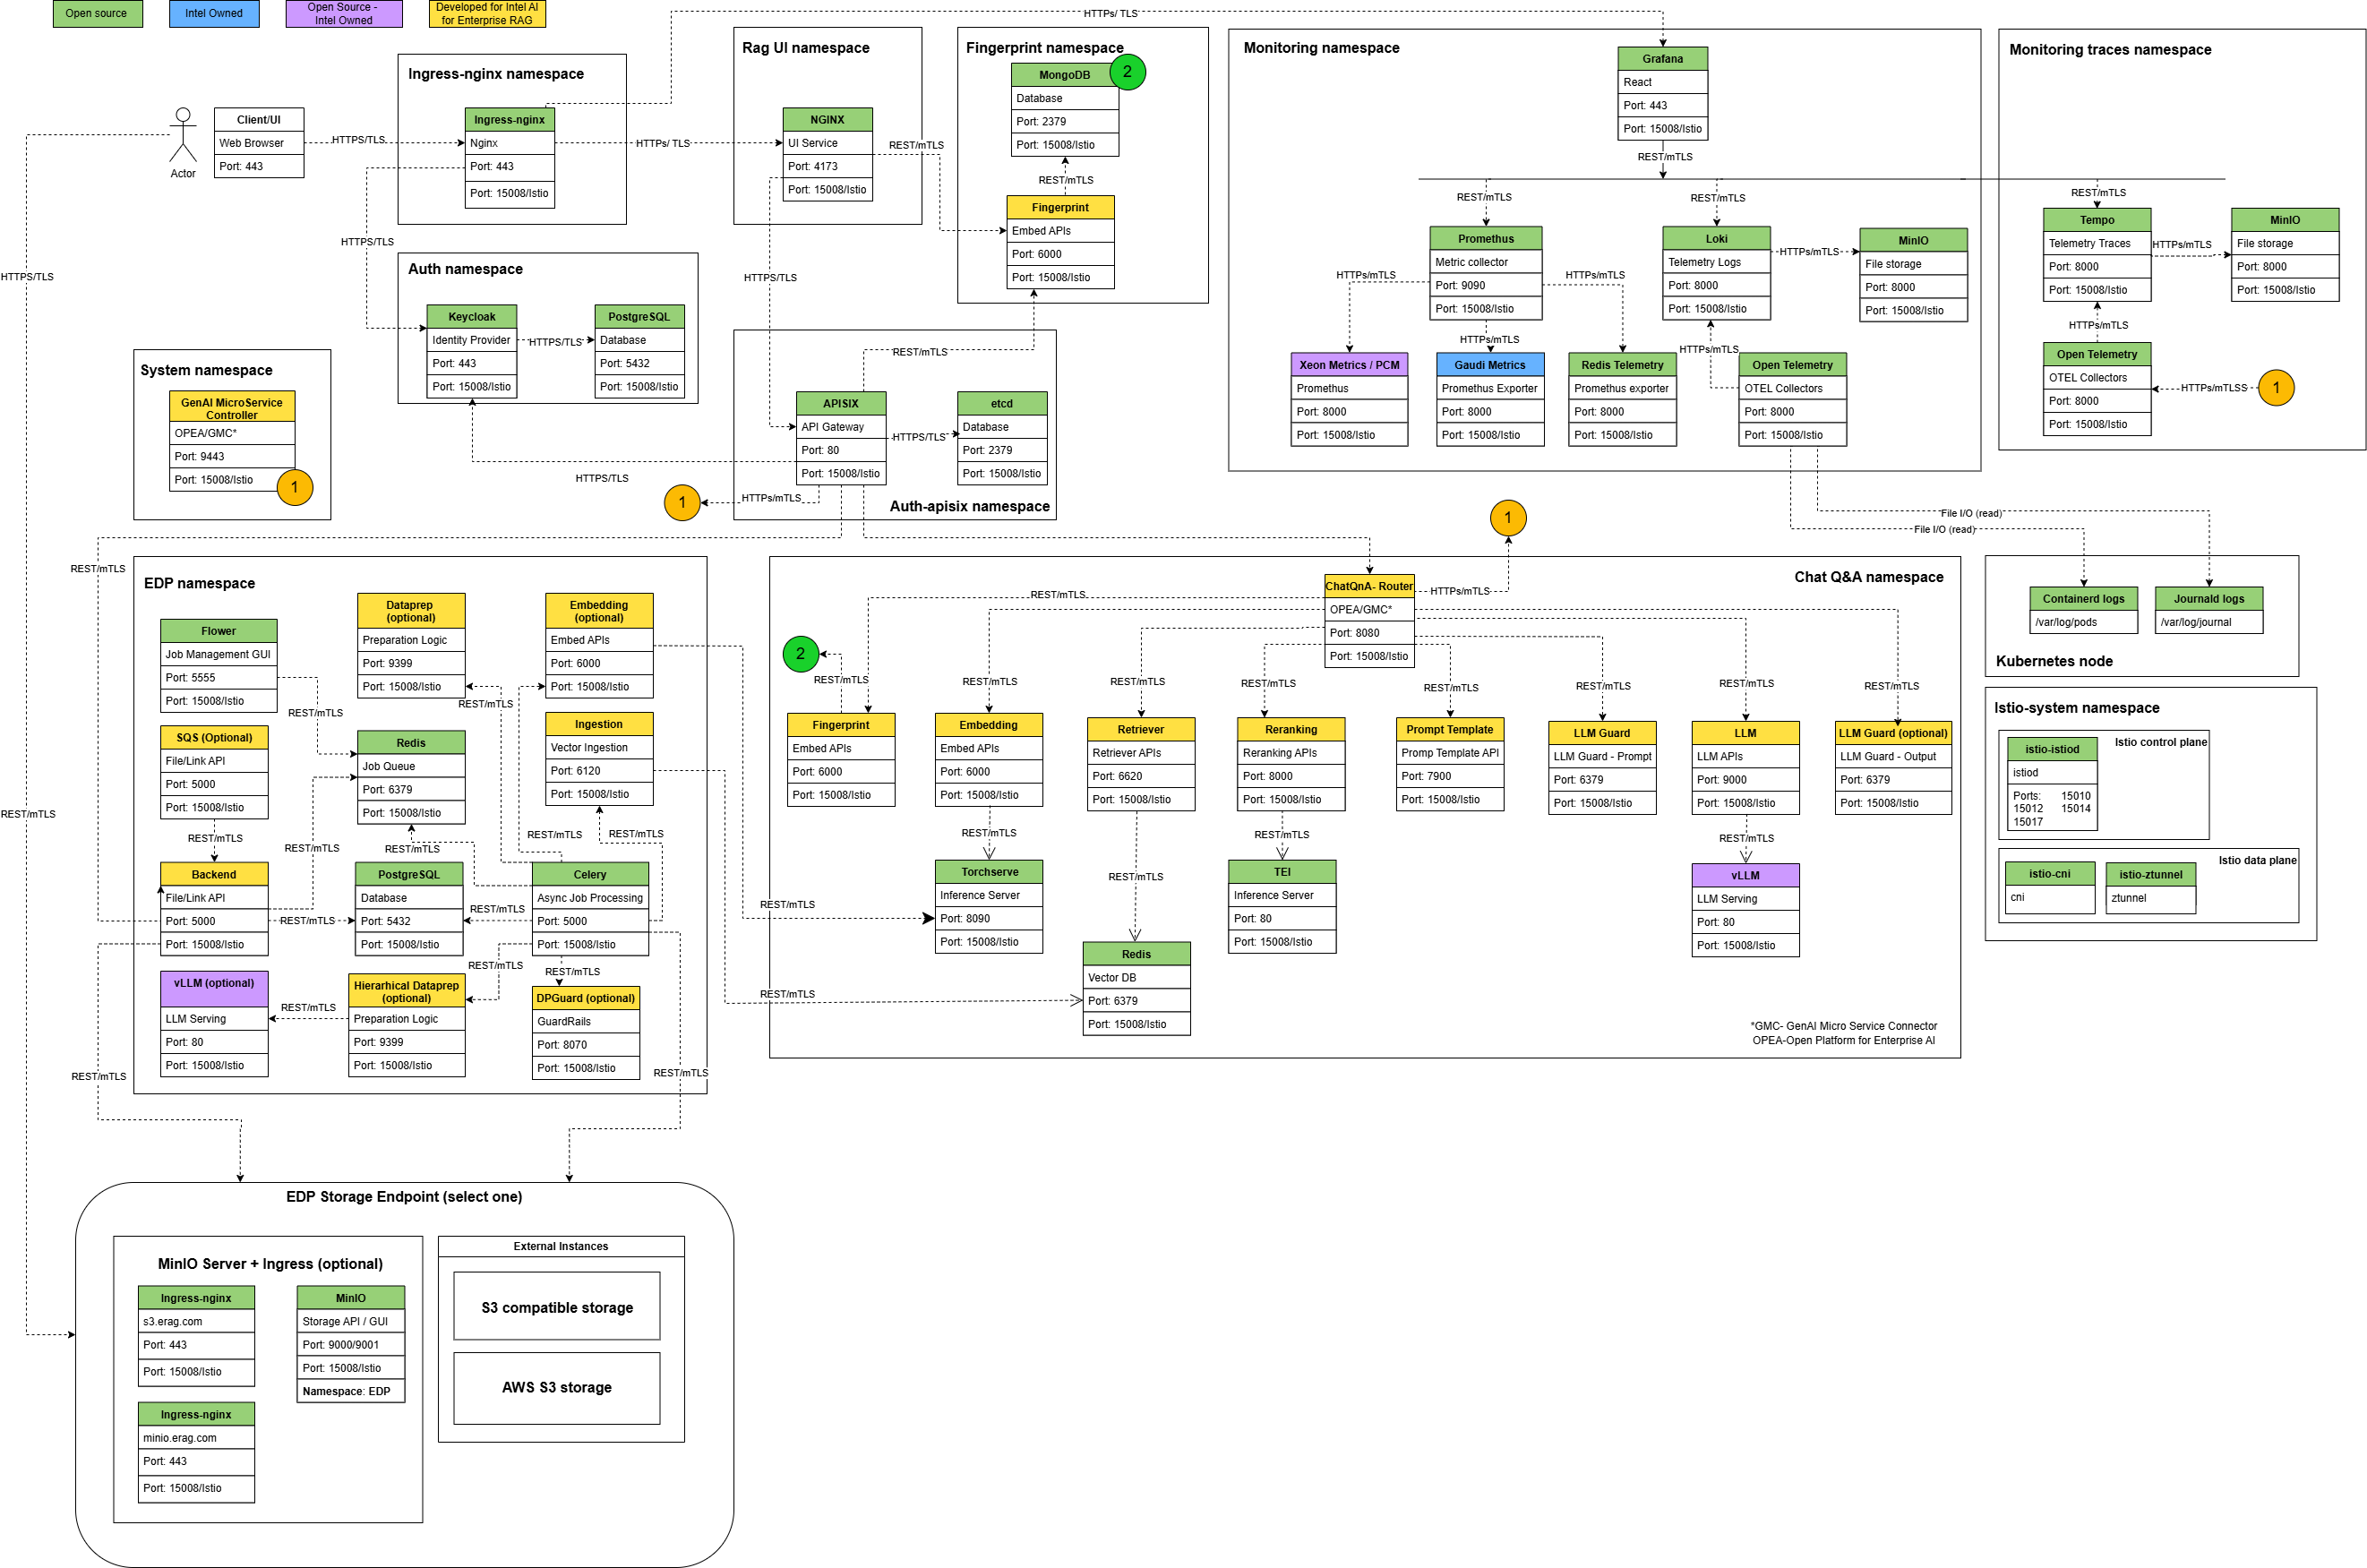 Open source
Intel Owned
Open Source -
Intel Owned
Developed for Intel AI
for Enterprise RAG
HTTPs/ TLS
Actor
Client/UI
Web Browser
Port: 443
HTTPS/TLS
Ingress-nginx namespace
Ingress-nginx
Nginx
Port: 443
Port: 15008/Istio
HTTPs/ TLS
HTTPS/TLS
Rag UI namespace
NGINX
UI Service
Port: 4173
Port: 15008/Istio
REST/mTLS
HTTPS/TLS
Fingerprint namespace
MongoDB
2
Database
Port: 2379
Port: 15008/Istio
REST/mTLS
Fingerprint
Embed APIs
Port: 6000
Port: 15008/Istio
Monitoring namespace
Grafana
React
Port: 443
Port: 15008/Istio
REST/mTLS
REST/mTLS
REST/mTLS
Promethus
Metric collector
Port: 9090
Port: 15008/Istio
Loki
Telemetry Logs
Port: 8000
Port: 15008/Istio
HTTPs/mTLS
MinIO
File storage
Port: 8000
Port: 15008/Istio
HTTPs/mTLS
HTTPs/mTLS
HTTPs/mTLS
HTTPs/mTLS
Xeon Metrics / PCM
Promethus
Port: 8000
Port: 15008/Istio
Gaudi Metrics
Promethus Exporter
Port: 8000
Port: 15008/Istio
Redis Telemetry
Promethus exporter
Port: 8000
Port: 15008/Istio
Open Telemetry
OTEL Collectors
Port: 8000
Port: 15008/Istio
Monitoring traces namespace
REST/mTLS
Tempo
Telemetry Traces
Port: 8000
Port: 15008/Istio
HTTPs/mTLS
MinIO
File storage
Port: 8000
Port: 15008/Istio
HTTPs/mTLS
Open Telemetry
OTEL Collectors
Port: 8000
Port: 15008/Istio
HTTPs/mTLSS
1
HTTPS/TLS
Auth namespace
Keycloak
Identity Provider
Port: 443
Port: 15008/Istio
HTTPS/TLS
PostgreSQL
Database
Port: 5432
Port: 15008/Istio
System namespace
GenAI MicroService
Controller
OPEA/GMC*
Port: 9443
Port: 15008/Istio
1
REST/mTLS
APISIX
API Gateway
Port: 80
Port: 15008/Istio
HTTPS/TLS
etcd
Database
Port: 2379
Port: 15008/Istio
Auth-apisix namespace
HTTPS/TLS
1
HTTPs/mTLS
1
File I/O (read)
File I/O (read)
REST/mTLS
EDP namespace
Flower
Job Management GUI
Port: 5555
Port: 15008/Istio
Dataprep
(optional)
Preparation Logic
Port: 9399
Port: 15008/Istio
Embedding
(optional)
Embed APIs
Port: 6000
Port: 15008/Istio
REST/mTLS
REST/mTLS
SQS (Optional)
File/Link API
Port: 5000
Port: 15008/Istio
Redis
Job Queue
Port: 6379
Port: 15008/Istio
Ingestion
Vector Ingestion
Port: 6120
Port: 15008/Istio
REST/mTLS
REST/mTLS
REST/mTLS
REST/mTLS
REST/mTLS
Backend
File/Link API
Port: 5000
Port: 15008/Istio
REST/mTLS
PostgreSQL
Database
Port: 5432
Port: 15008/Istio
REST/mTLS
Celery
Async Job Processing
Port: 5000
Port: 15008/Istio
REST/mTLS
REST/mTLS
vLLM (optional)
LLM Serving
Port: 80
Port: 15008/Istio
REST/mTLS
Hierarhical Dataprep
(optional)
Preparation Logic
Port: 9399
Port: 15008/Istio
DPGuard (optional)
GuardRails
Port: 8070
Port: 15008/Istio
REST/mTLS
REST/mTLS
REST/mTLS
REST/mTLS
REST/mTLS
Chat Q&A namespace
ChatQnA- Router
OPEA/GMC*
Port: 8080
Port: 15008/Istio
HTTPs/mTLS
REST/mTLS
2
REST/mTLS
REST/mTLS
REST/mTLS
REST/mTLS
REST/mTLS
REST/mTLS
REST/mTLS
REST/mTLS
Fingerprint
Embed APIs
Port: 6000
Port: 15008/Istio
Embedding
Embed APIs
Port: 6000
Port: 15008/Istio
Retriever
Retriever APIs
Port: 6620
Port: 15008/Istio
Reranking
Reranking APIs
Port: 8000
Port: 15008/Istio
Prompt Template
Promp Template API
Port: 7900
Port: 15008/Istio
LLM Guard
LLM Guard - Prompt
Port: 6379
Port: 15008/Istio
LLM
LLM APIs
Port: 9000
Port: 15008/Istio
LLM Guard (optional)
LLM Guard - Output
Port: 6379
Port: 15008/Istio
REST/mTLS
REST/mTLS
REST/mTLS
REST/mTLS
Torchserve
Inference Server
Port: 8090
Port: 15008/Istio
TEI
Inference Server
Port: 80
Port: 15008/Istio
vLLM
LLM Serving
Port: 80
Port: 15008/Istio
Redis
Vector DB
Port: 6379
Port: 15008/Istio
*GMC- GenAI Micro Service Connector
OPEA-Open Platform for Enterprise AI
Containerd logs
/var/log/pods
Journald logs
/var/log/journal
Kubernetes node
Istio-system namespace
Istio control plane
istio-istiod
istiod
Ports: 15010
15012 15014
15017
Istio data plane
istio-cni
cni
istio-ztunnel
ztunnel
HTTPS/TLS
REST/mTLS
EDP Storage Endpoint (select one)
MinIO Server + Ingress (optional)
Ingress-nginx
s3.erag.com
Port: 443
Port: 15008/Istio
MinIO
Storage API / GUI
Port: 9000/9001
Port: 15008/Istio
Namespace: EDP
Ingress-nginx
minio.erag.com
Port: 443
Port: 15008/Istio
External Instances
S3 compatible storage
AWS S3 storage